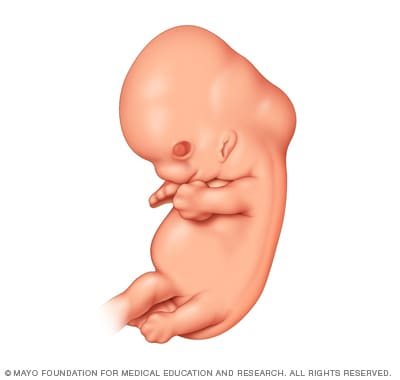 © MAYO FOUNDATION FOR MEDICAL EDUCATION AND RESEARCH. ALL RIGHTS RESERVED.